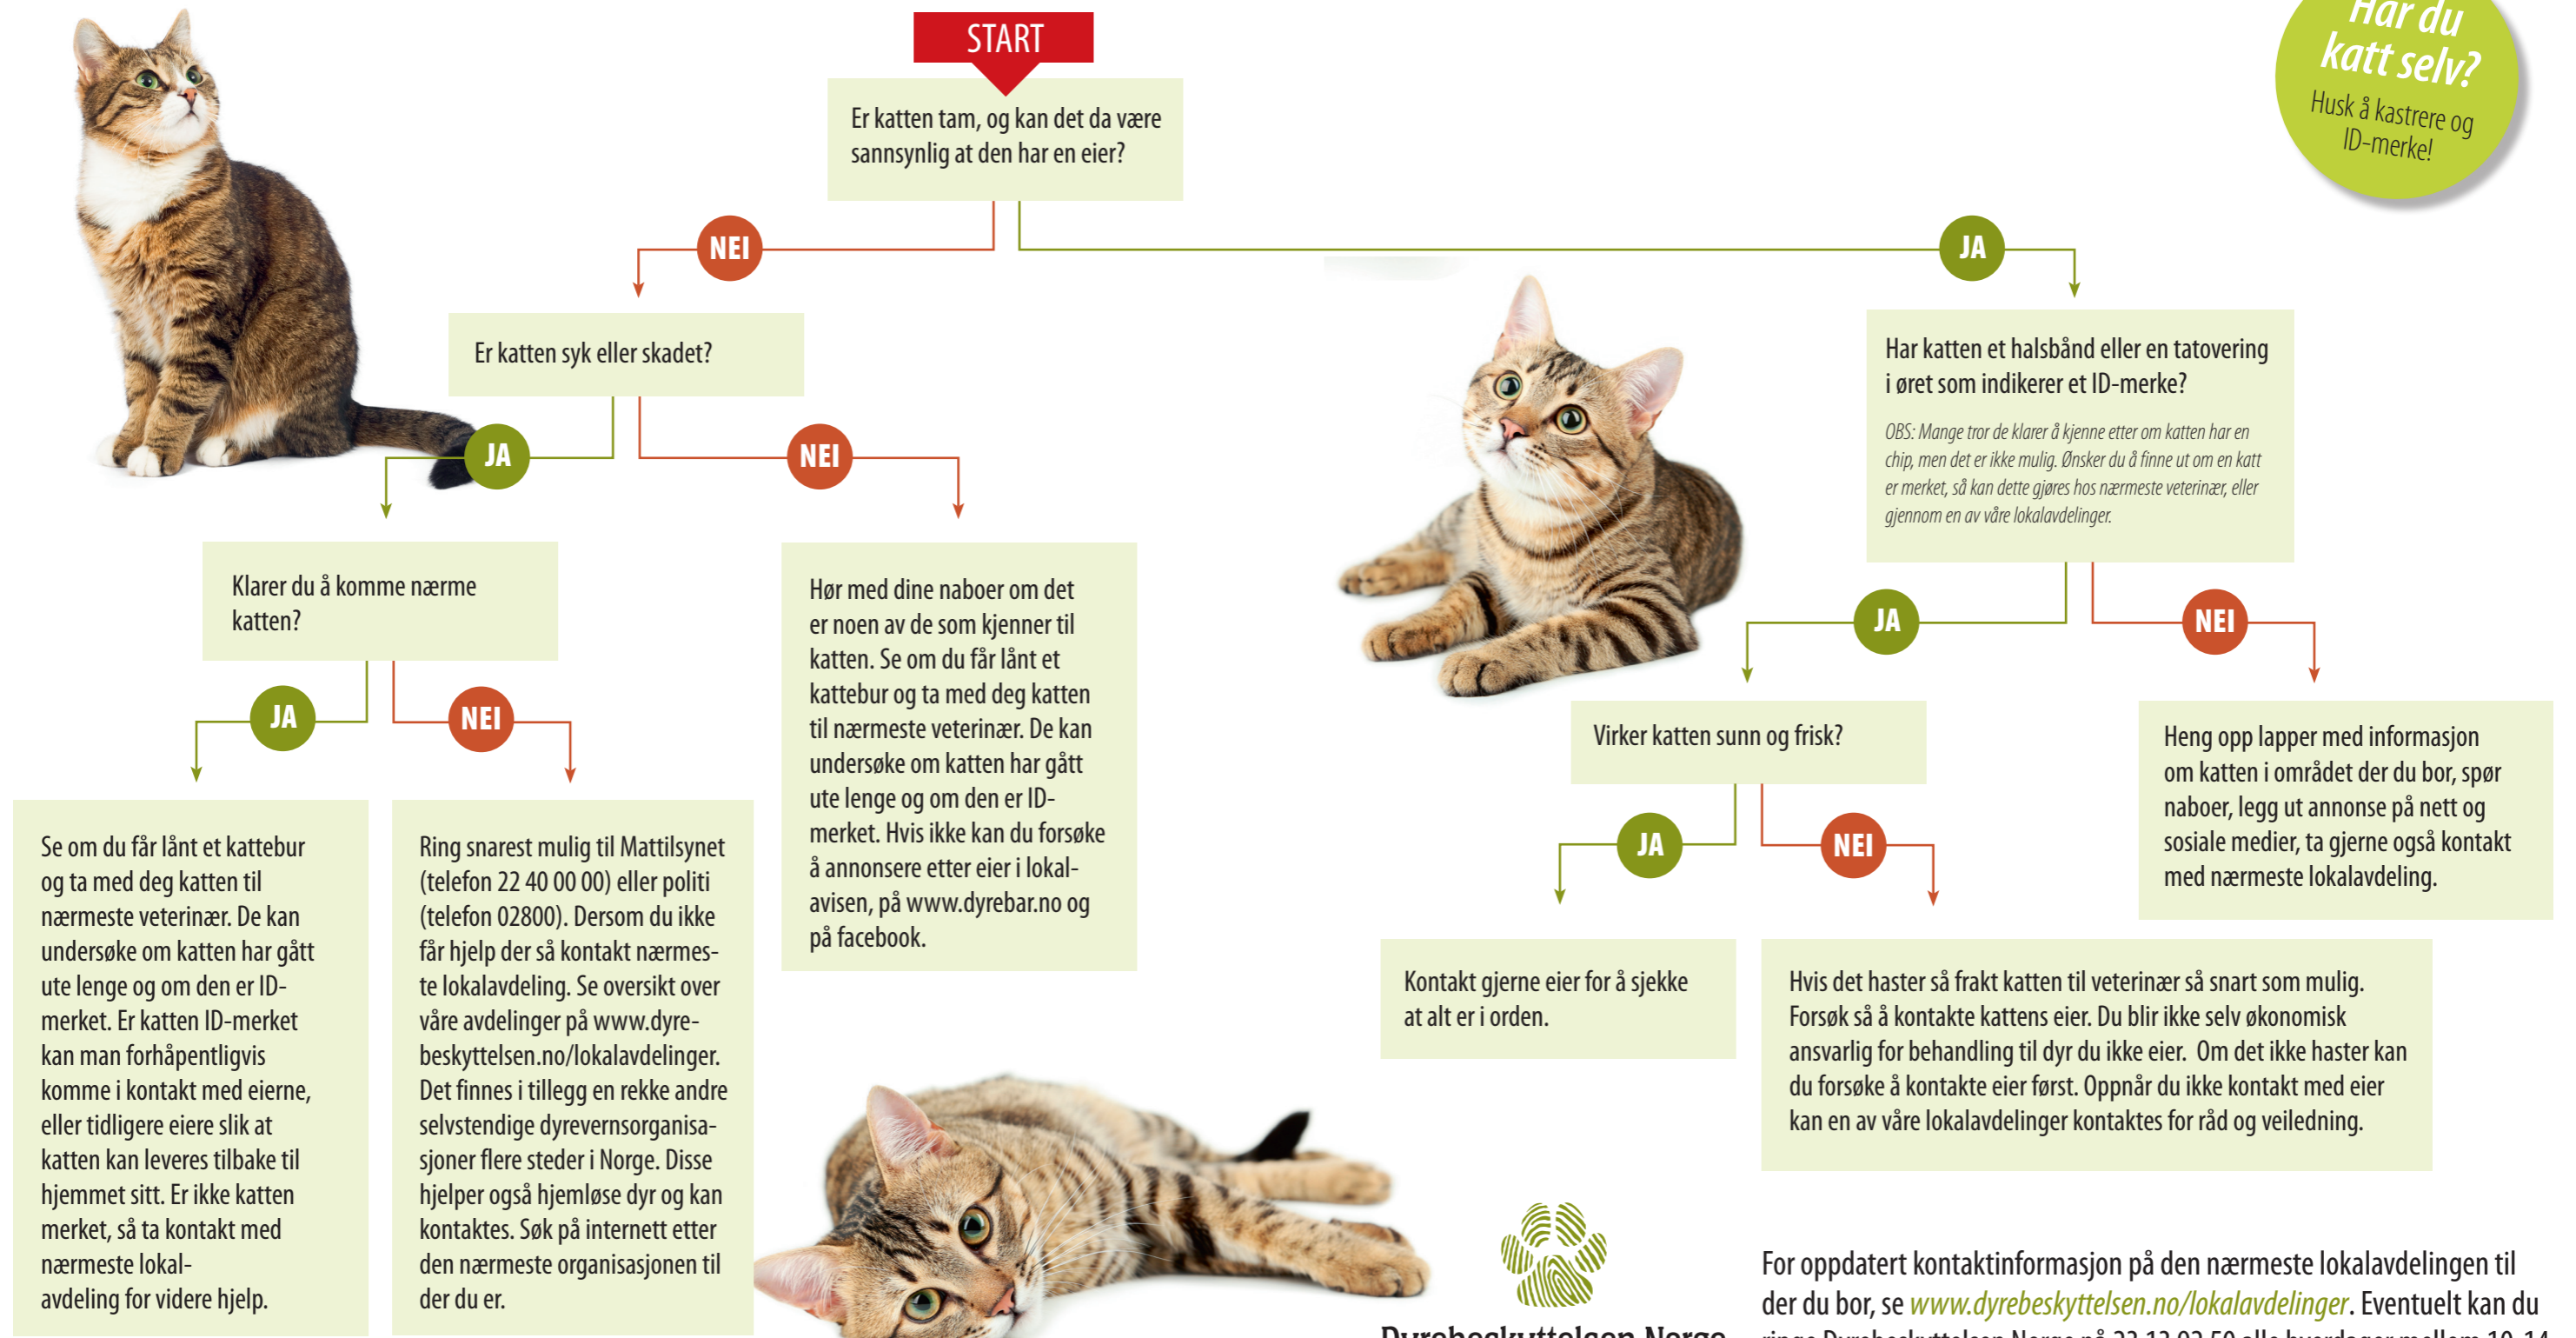 START
Har du
katt selv?
Husk å kastrere og
ID-merke!
Er katten tam, og kan det da være
sannsynlig at den har en eier?
NEI
JA
Er katten syk eller skadet?
JA
NEI
Har katten et halsbånd eller en tatovering
i øret som indikerer et ID-merke?
OBS: Mange tror de klarer å kjenne etter om katten har en
chip, men det er ikke mulig. Ønsker du å finne ut om en katt
er merket, så kan dette gjøres hos nærmeste veterinær, eller
gjennom en av våre lokalavdelinger.
Klarer du å komme nærme
katten?
JA
NEI
Hør med dine naboer om det
er noen av de som kjenner til
katten. Se om du får lånt et
kattebur og ta med deg katten
til nærmeste veterinær. De kan
undersøke om katten har gått
ute lenge og om den er ID-
merket. Hvis ikke kan du forsøke
å annonsere etter eier i lokal-
avisen, på www.dyrebar.no og
på facebook.
JA
NEI
Virker katten sunn og frisk?
JA
NEI
Heng opp lapper med informasjon
om katten i området der du bor, spør
naboer, legg ut annonse på nett og
sosiale medier, ta gjerne også kontakt
med nærmeste lokalavdeling.
Se om du får lånt et kattebur
og ta med deg katten til
nærmeste veterinær. De kan
undersøke om katten har gått
ute lenge og om den er ID-
merket. Er katten ID-merket
kan man forhåpentligvis
komme i kontakt med eierne,
eller tidligere eiere slik at
katten kan leveres tilbake til
hjemmet sitt. Er ikke katten
merket, så ta kontakt med
nærmeste lokal-
avdeling for videre hjelp.
Ring snarest mulig til Mattilsynet
(telefon 22 40 00 00) eller politi
(telefon 02800). Dersom du ikke
får hjelp der så kontakt nærmes-
te lokalavdeling. Se oversikt over
våre avdelinger på www.dyre-
beskyttelsen.no/lokalavdelinger.
Det finnes i tillegg en rekke andre
selvstendige dyrevernsorganisa-
sjoner flere steder i Norge. Disse
hjelper også hjemløse dyr og kan
kontaktes. Søk på internett etter
den nærmeste organisasjonen til
der du er.
Kontakt gjerne eier for å sjekke
at alt er i orden.
Hvis det haster så frakt katten til veterinær så snart som mulig.
Forsøk så å kontakte kattens eier. Du blir ikke selv økonomisk
ansvarlig for behandling til dyr du ikke eier. Om det ikke haster kan
du forsøke å kontakte eier først. Oppnår du ikke kontakt med eier
kan en av våre lokalavdelinger kontaktes for råd og veiledning.
Dyrebeskyttelsen Norge
For oppdatert kontaktinformasjon på den nærmeste lokalavdelingen til
der du bor, se www.dyrebeskyttelsen.no/lokalavdelinger. Eventuelt kan du
ringe Dyrebeskyttelsen Norge på 23 13 92 50 alle hverdager mellom 10-14